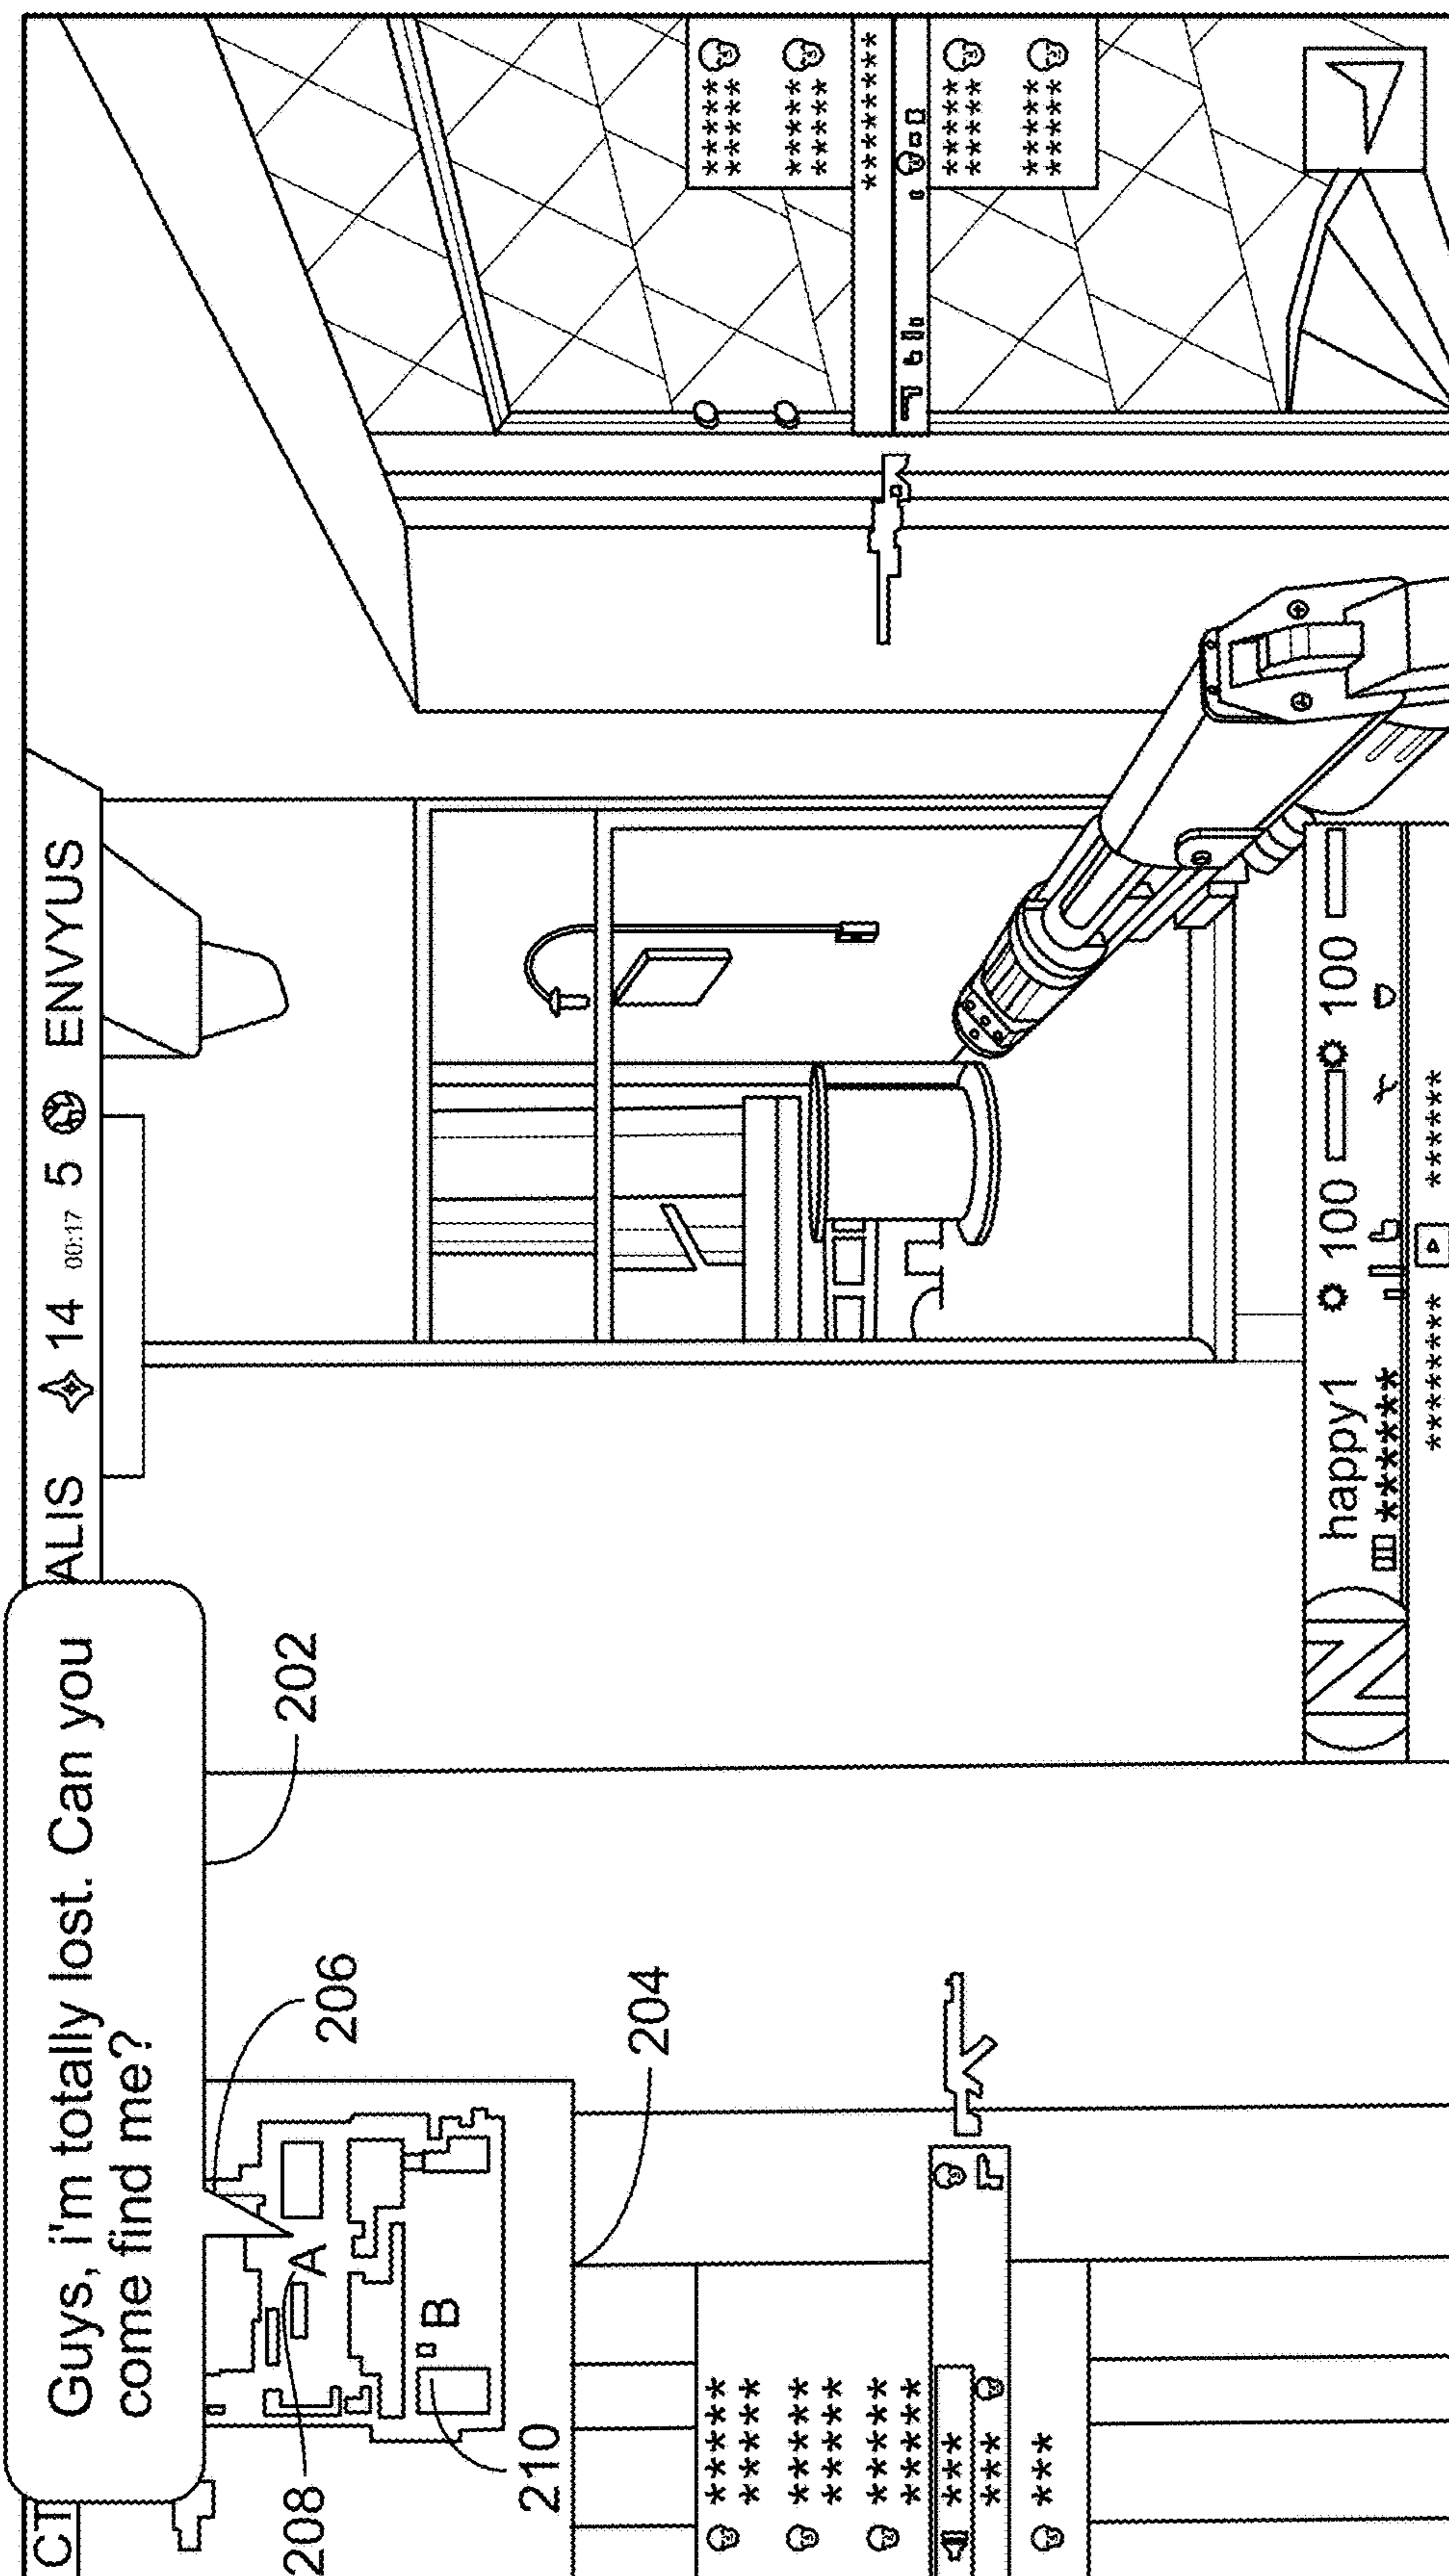 Guys, i'm totally lost. Can you
come find me?
CT
ALIS 14 00:17 5 ENVYUS
202
206
208
A
B
210
204
***** *****
***** *****
***** *****
***** *****
***** *****
***** *****
***** *****
********
***
***
***
happy1 100 100
******
******** ******